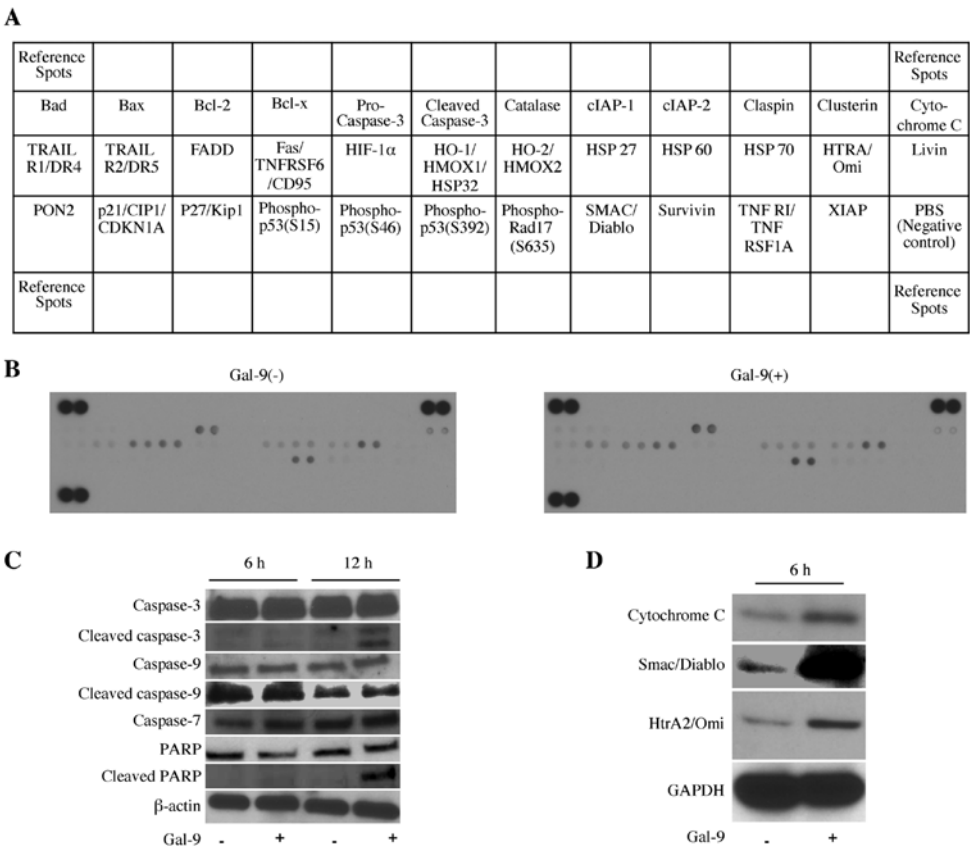 A
Reference Spots Reference Spots
Bad Bax Bcl-2 Bcl-x Pro-Caspase-3 Cleaved Caspase-3 Catalase cIAP-1 cIAP-2 Claspin Clusterin Cyto-chrome C
TRAIL R1/DR4 TRAIL R2/DR5 FADD Fas/TNFRSF6/CD95 HIF-1α HO-1/HMOX1/HSP32 HO-2/HMOX2 HSP 27 HSP 60 HSP 70 HTRA/Omi Livin
PON2 p21/CIP1/CDKN1A P27/Kip1 Phospho-p53(S15) Phospho-p53(S46) Phospho-p53(S392) Phospho-Rad17(S635) SMAC/Diablo Survivin TNF RI/TNF RSF1A XIAP PBS (Negative control)
Reference Spots Reference Spots
B
Gal-9(-) Gal-9(+)
C
6 h 12 h
Caspase-3
Cleaved caspase-3
Caspase-9
Cleaved caspase-9
Caspase-7
PARP
Cleaved PARP
β-actin
Gal-9 - + - +
D
6 h
Cytochrome C
Smac/Diablo
HtrA2/Omi
GAPDH
Gal-9 - +